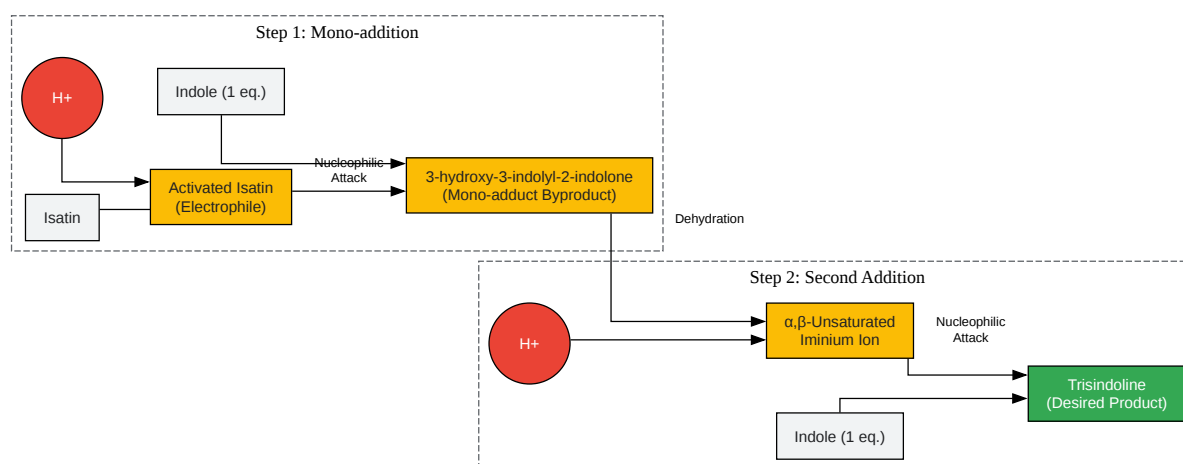 Step 1: Mono-addition
H+
Indole (1 eq.)
Nucleophilic
Attack
Activated Isatin
(Electrophile)
3-hydroxy-3-indolyl-2-indolone
(Mono-adduct Byproduct)
Isatin
Dehydration
Step 2: Second Addition
H+
α,β-Unsaturated
Iminium Ion
Nucleophilic
Attack
Trisindoline
(Desired Product)
Indole (1 eq.)